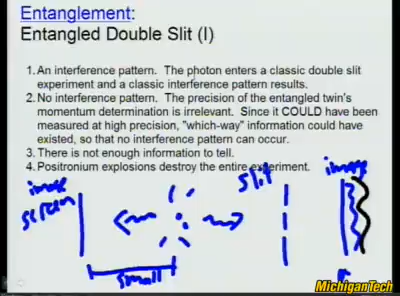 Entanglement:
Entangled Double Slit (I)
1. An interference pattern. The photon enters a classic double slit
experiment and a classic interference pattern results.
2. No interference pattern. The precision of the entangled twin's
momentum determination is irrelevant. Since it COULD have been
measured at high precision, "which-way" information could have
existed, so that no interference pattern can occur.
3. There is not enough information to tell.
4. Positronium explosions destroy the entire experiment.
image
screen
slit
image
small
MichiganTech